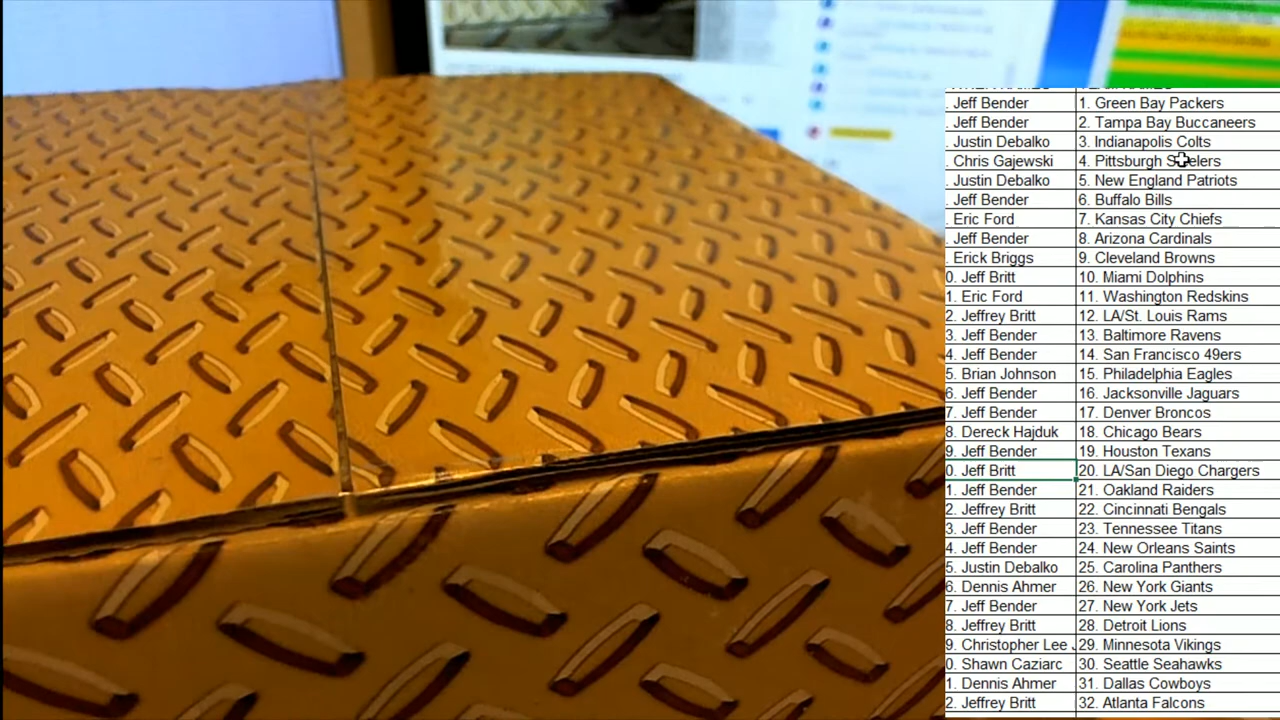 . Jeff Bender 1. Green Bay Packers
. Jeff Bender 2. Tampa Bay Buccaneers
. Justin Debalko 3. Indianapolis Colts
. Chris Gajewski 4. Pittsburgh Steelers
. Justin Debalko 5. New England Patriots
. Jeff Bender 6. Buffalo Bills
. Eric Ford 7. Kansas City Chiefs
. Jeff Bender 8. Arizona Cardinals
. Erick Briggs 9. Cleveland Browns
0. Jeff Britt 10. Miami Dolphins
1. Eric Ford 11. Washington Redskins
2. Jeffrey Britt 12. LA/St. Louis Rams
3. Jeff Bender 13. Baltimore Ravens
4. Jeff Bender 14. San Francisco 49ers
5. Brian Johnson 15. Philadelphia Eagles
6. Jeff Bender 16. Jacksonville Jaguars
7. Jeff Bender 17. Denver Broncos
8. Dereck Hajduk 18. Chicago Bears
9. Jeff Bender 19. Houston Texans
0. Jeff Britt 20. LA/San Diego Chargers
1. Jeff Bender 21. Oakland Raiders
2. Jeffrey Britt 22. Cincinnati Bengals
3. Jeff Bender 23. Tennessee Titans
4. Jeff Bender 24. New Orleans Saints
5. Justin Debalko 25. Carolina Panthers
6. Dennis Ahmer 26. New York Giants
7. Jeff Bender 27. New York Jets
8. Jeffrey Britt 28. Detroit Lions
9. Christopher Lee 29. Minnesota Vikings
0. Shawn Caziarc 30. Seattle Seahawks
1. Dennis Ahmer 31. Dallas Cowboys
2. Jeffrey Britt 32. Atlanta Falcons